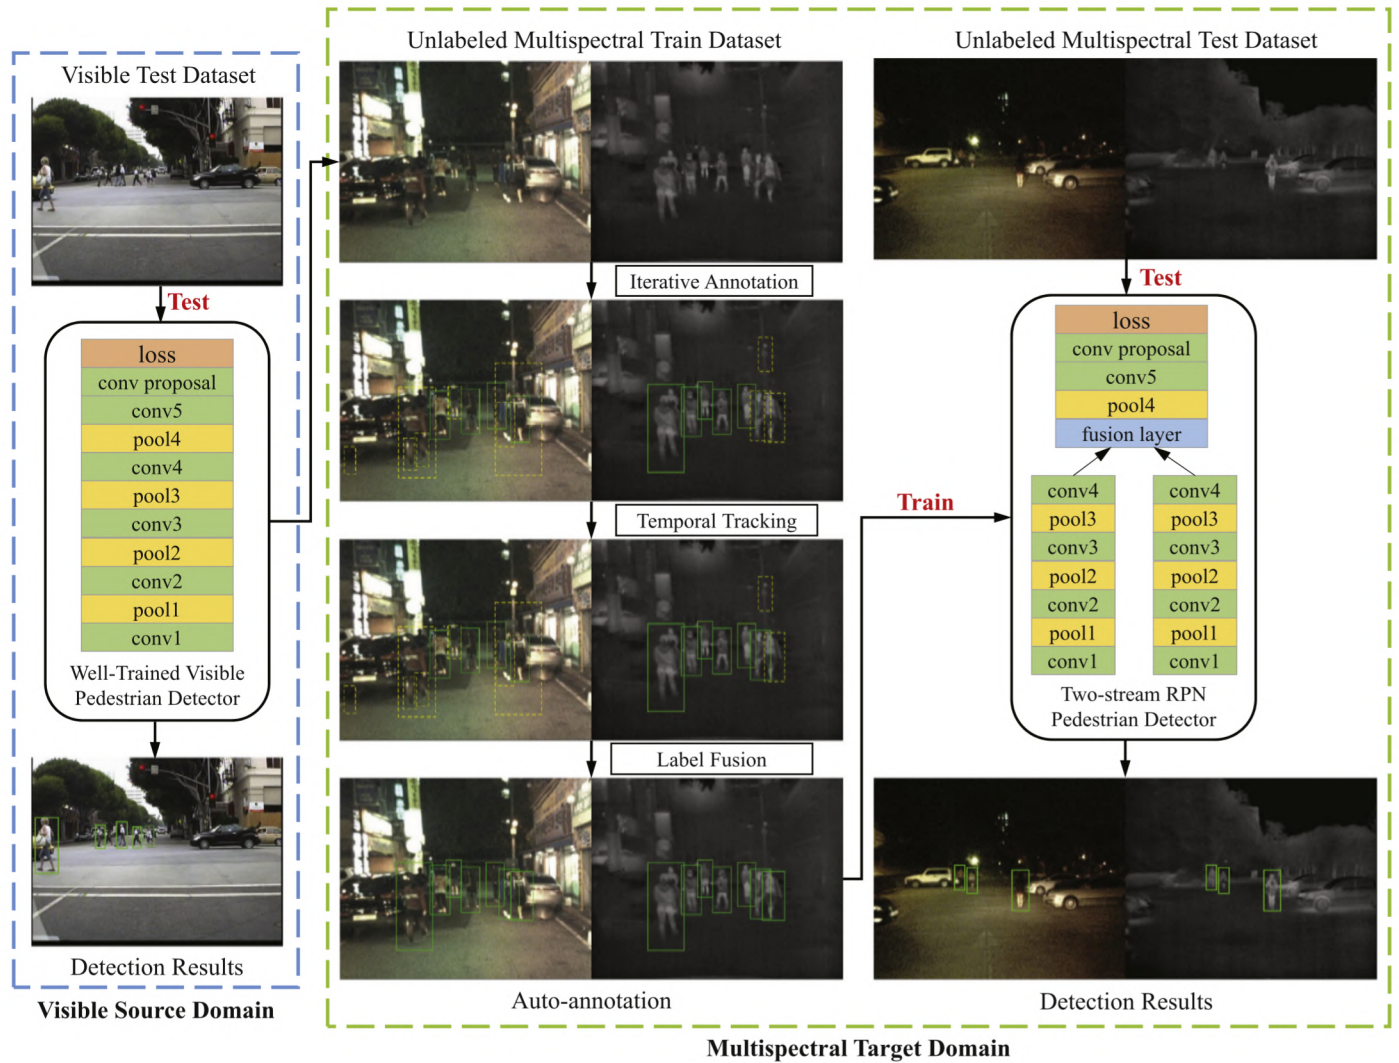 Visible Test Dataset
Test
loss
conv proposal
conv5
pool4
conv4
pool3
conv3
pool2
conv2
pool1
conv1
Well-Trained Visible
Pedestrian Detector
Detection Results
Visible Source Domain
Unlabeled Multispectral Train Dataset
Iterative Annotation
Temporal Tracking
Label Fusion
Auto-annotation
Train
Unlabeled Multispectral Test Dataset
Test
loss
conv proposal
conv5
pool4
fusion layer
conv4
pool3
conv3
pool2
conv2
pool1
conv1
conv4
pool3
conv3
pool2
conv2
pool1
conv1
Two-stream RPN
Pedestrian Detector
Detection Results
Multispectral Target Domain